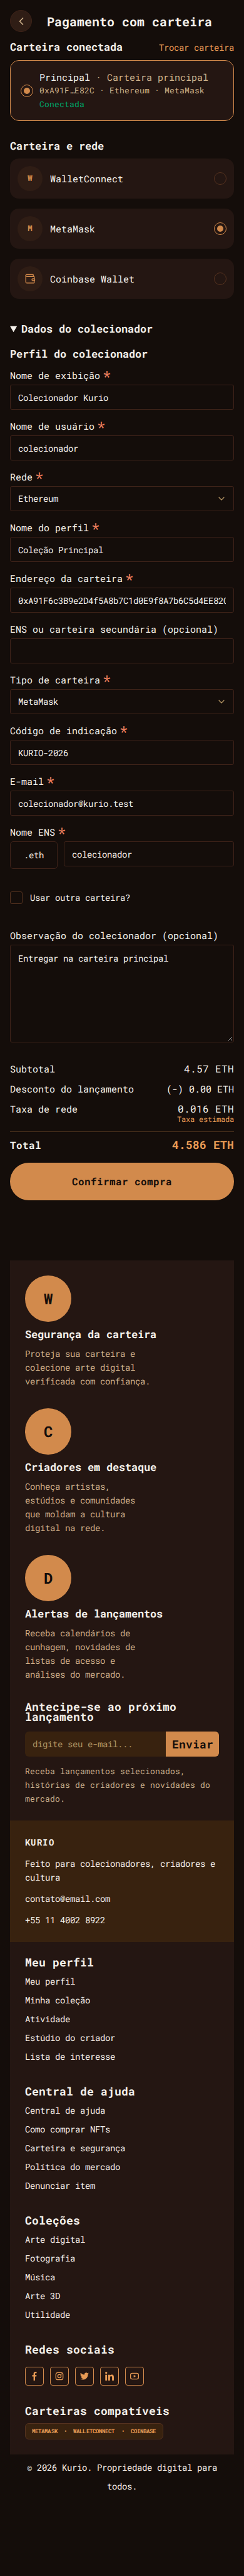 Pagamento com carteira
Carteira conectada Trocar carteira
Principal · Carteira principal
0xA91F…E82C · Ethereum · MetaMask
Conectada
Carteira e rede
W WalletConnect
M MetaMask
Coinbase Wallet
▼ Dados do colecionador
Perfil do colecionador
Nome de exibição *
Colecionador Kurio
Nome de usuário *
colecionador
Rede *
Ethereum
Nome do perfil *
Coleção Principal
Endereço da carteira *
0xA91F6c3B9e2D4f5A8b7C1d0E9f8A7b6C5d4EE82C
ENS ou carteira secundária (opcional)
Tipo de carteira *
MetaMask
Código de indicação *
KURIO-2026
E-mail *
colecionador@kurio.test
Nome ENS *
.eth colecionador
Usar outra carteira?
Observação do colecionador (opcional)
Entregar na carteira principal
Subtotal 4.57 ETH
Desconto do lançamento (-) 0.00 ETH
Taxa de rede 0.016 ETH
Taxa estimada
Total 4.586 ETH
Confirmar compra
W
Segurança da carteira
Proteja sua carteira e
colecione arte digital
verificada com confiança.
C
Criadores em destaque
Conheça artistas,
estúdios e comunidades
que moldam a cultura
digital na rede.
D
Alertas de lançamentos
Receba calendários de
cunhagem, novidades de
listas de acesso e
análises do mercado.
Antecipe-se ao próximo
lançamento
digite seu e-mail... Enviar
Receba lançamentos selecionados,
histórias de criadores e novidades do
mercado.
KURIO
Feito para colecionadores, criadores e
cultura
contato@email.com
+55 11 4002 8922
Meu perfil
Meu perfil
Minha coleção
Atividade
Estúdio do criador
Lista de interesse
Central de ajuda
Central de ajuda
Como comprar NFTs
Carteira e segurança
Política do mercado
Denunciar item
Coleções
Arte digital
Fotografia
Música
Arte 3D
Utilidade
Redes sociais
Carteiras compatíveis
METAMASK • WALLETCONNECT • COINBASE
© 2026 Kurio. Propriedade digital para
todos.